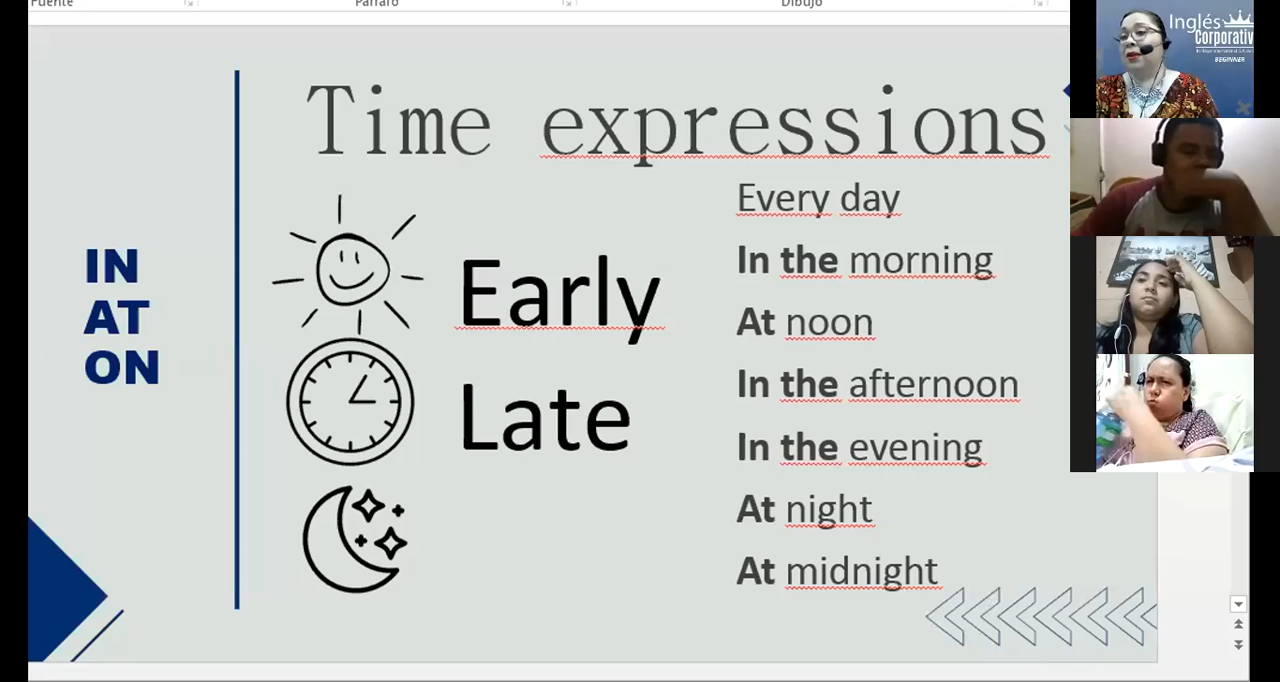 Fuente
Párrafo
Dibujo
Time expressions
IN
AT
ON
Early
Late
Every day
In the morning
At noon
In the afternoon
In the evening
At night
At midnight
Inglés
Corporativ
BEGINNER